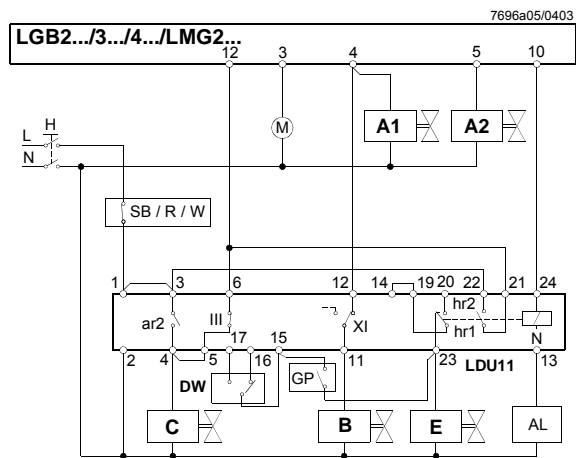 7696a05/0403
LGB2.../3.../4.../LMG2...
12 3 4 5 10
M A1 A2
H
L
N
SB / R / W
1 3 6 12 14 19 20 22 21 24
hr2
ar2 III XI hr1 N
17 15
2 4 5 16 11 23 LDU11 13
DW GP
C B E AL